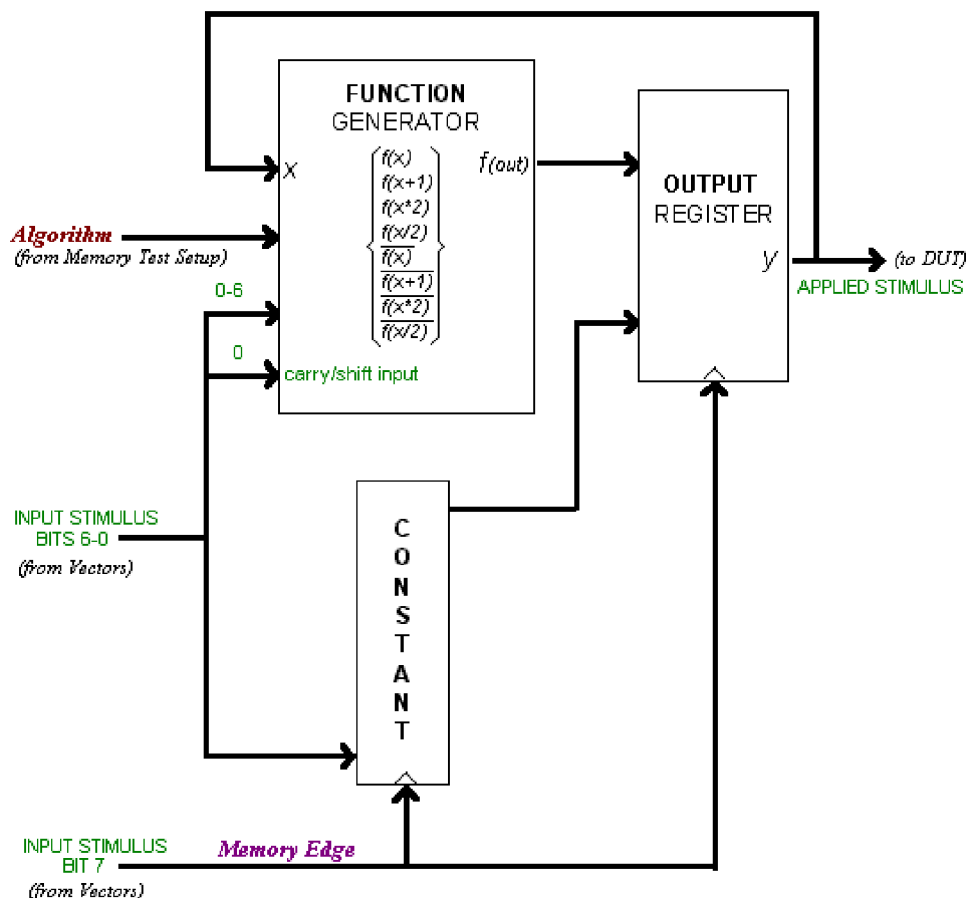 FUNCTION
GENERATOR
x
f(x)
f(x+1)
f(x*2)
f(x/2)
f(x)
f(x+1)
f(x*2)
f(x/2)
f(out)
carry/shift input
OUTPUT
REGISTER
y
(to DUT)
APPLIED STIMULUS
Algorithm
(from Memory Test Setup)
0-6
0
INPUT STIMULUS
BITS 6-0
(from Vectors)
C
O
N
S
T
A
N
T
INPUT STIMULUS
BIT 7
(from Vectors)
Memory Edge